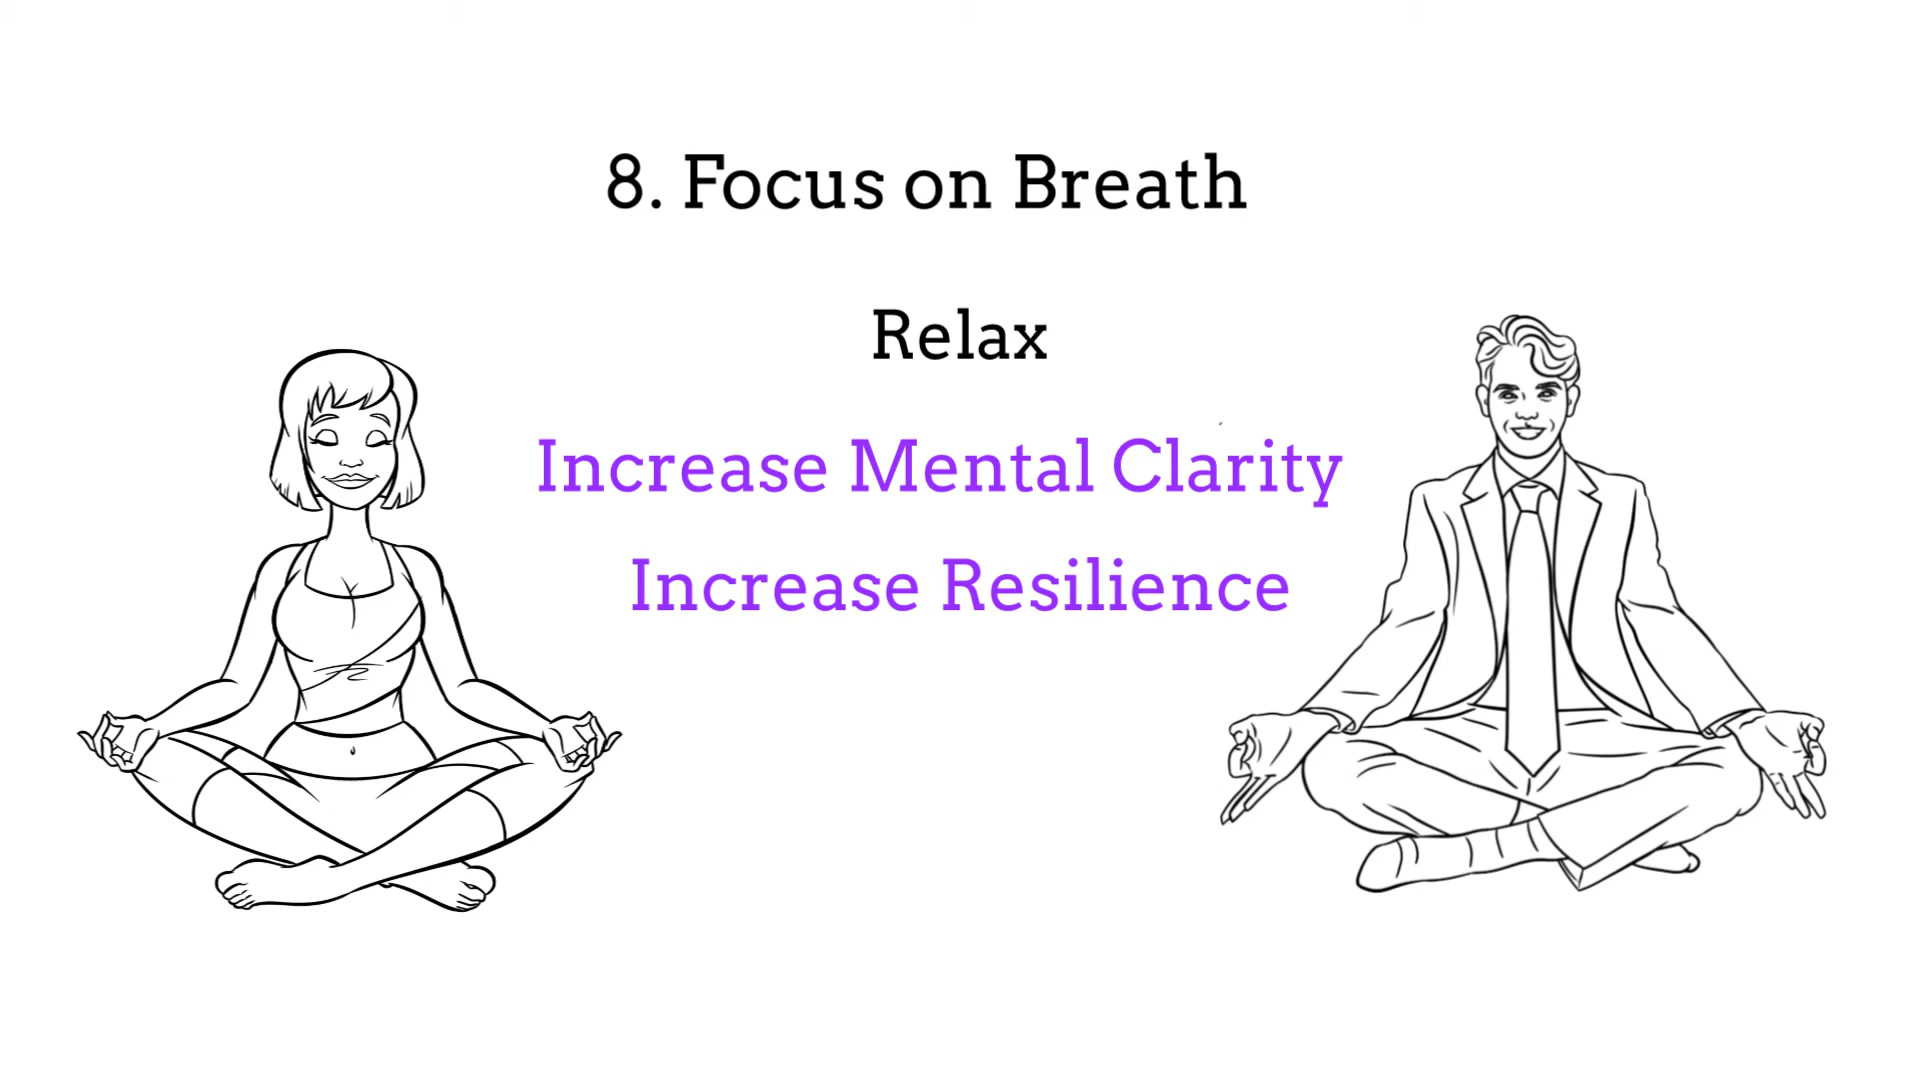 8. Focus on Breath
Relax
Increase Mental Clarity
Increase Resilience